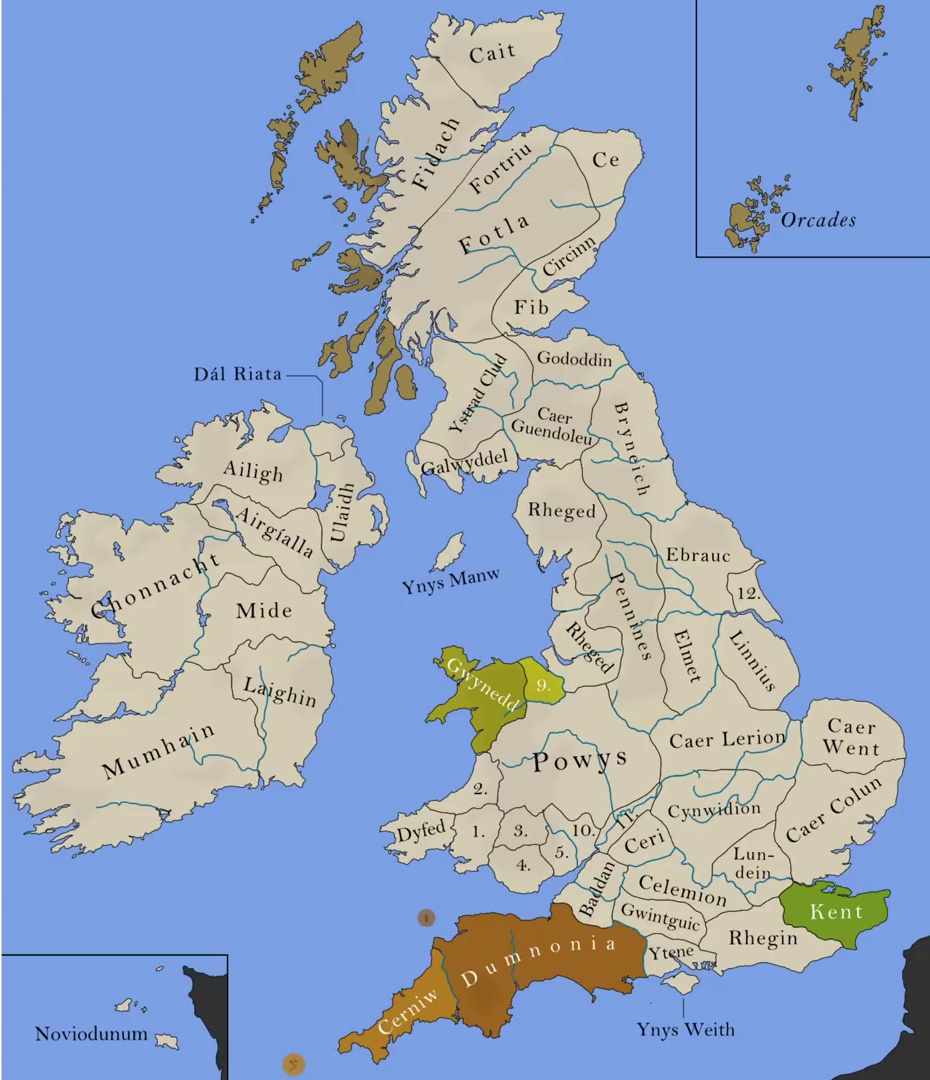 Cait
Fidach
Fortriu
Ce
Orcades
Fotla
Circinn
Fib
Dál Riata
Ystrad Clud
Gododdin
Caer
Guendoleu
Bryneich
Galwyddel
Ailigh
Ulaidh
Airgíalla
Chonnacht
Mide
Laighin
Mumhain
Ynys Manw
Rheged
Ebrauc
12.
Pennines
Rheged
Elmet
Linnius
Gwynedd
9.
Powys
Caer Lerion
Caer
Went
2.
Cynwidion
Caer Colun
Dyfed
1.
3.
10.
11.
Ceri
4.
5.
Lun-
dein
Baddan
Celemion
Kent
Gwintguic
Rhegin
Ytene
Dumnonia
Cerniw
Ynys Weith
Noviodunum